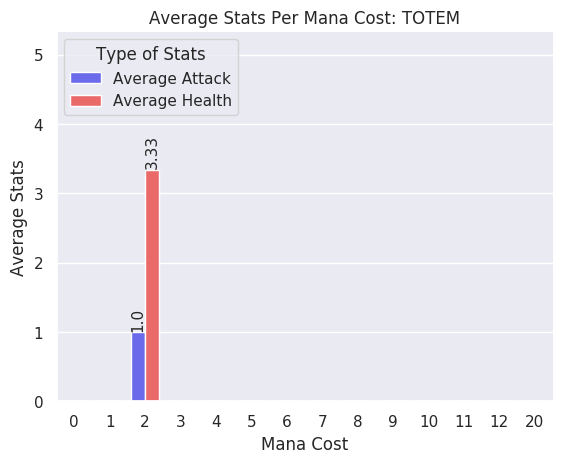 Average Stats Per Mana Cost: TOTEM
Type of Stats
Average Attack
Average Health
Average Stats
5
4
3
2
1
0
1.0
3.33
0 1 2 3 4 5 6 7 8 9 10 11 12 20
Mana Cost